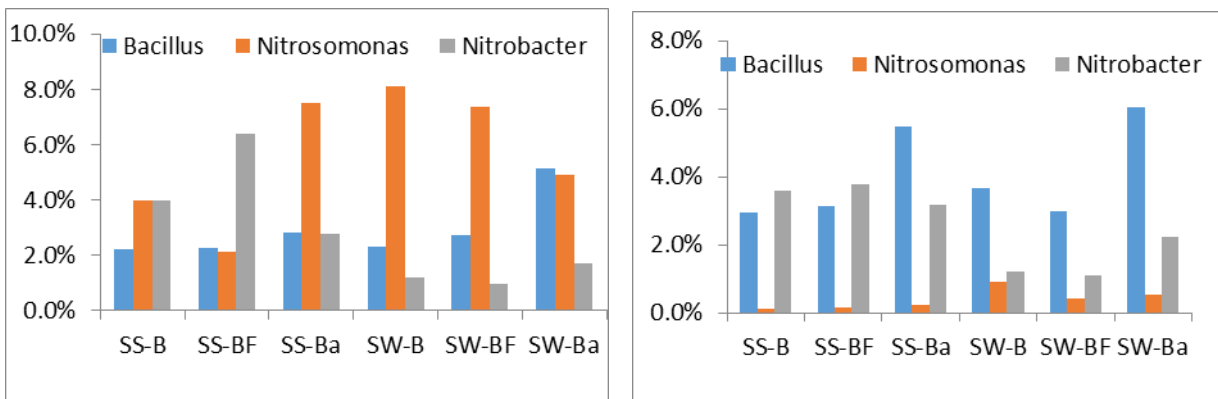 10.0%
Bacillus Nitrosomonas Nitrobacter
8.0%
6.0%
4.0%
2.0%
0.0%
SS-B SS-BF SS-Ba SW-B SW-BF SW-Ba
8.0%
Bacillus Nitrosomonas Nitrobacter
6.0%
4.0%
2.0%
0.0%
SS-B SS-BF SS-Ba SW-B SW-BF SW-Ba